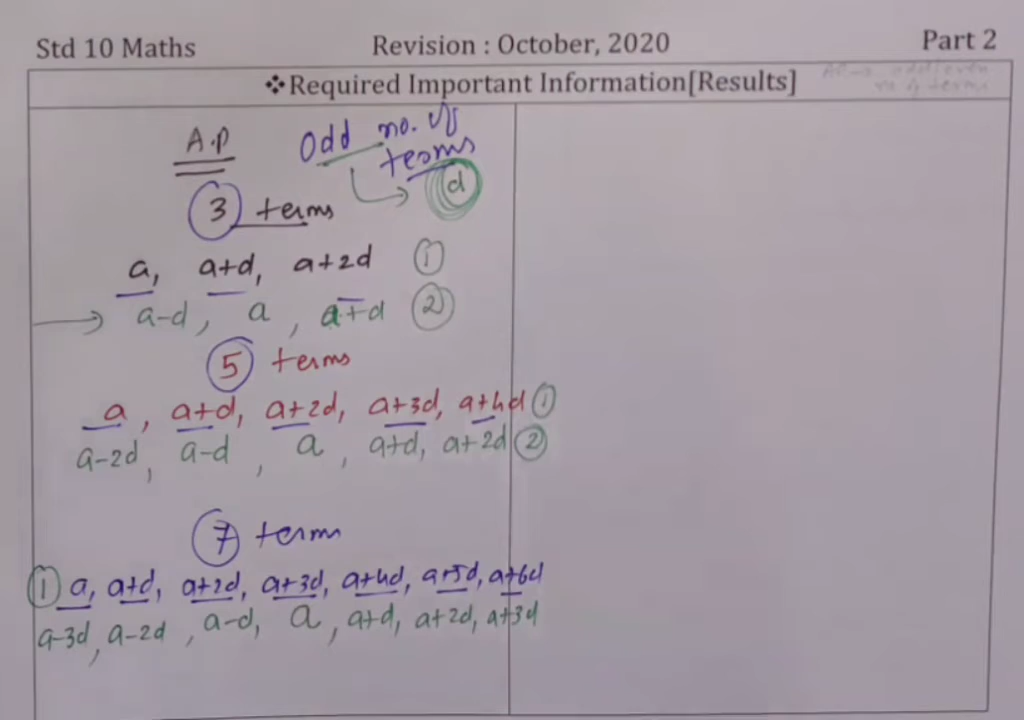 Std 10 Maths Revision : October, 2020 Part 2
❖Required Important Information[Results]
A.P Odd no. of
terms
d
3 terms
a, a+d, a+2d 1
a-d, a, a+d 2
5 terms
a, a+d, a+2d, a+3d, a+4d 1
a-2d, a-d, a, a+d, a+2d 2
7 terms
1 a, a+d, a+2d, a+3d, a+4d, a+5d, a+6d
a-3d, a-2d, a-d, a, a+d, a+2d, a+3d